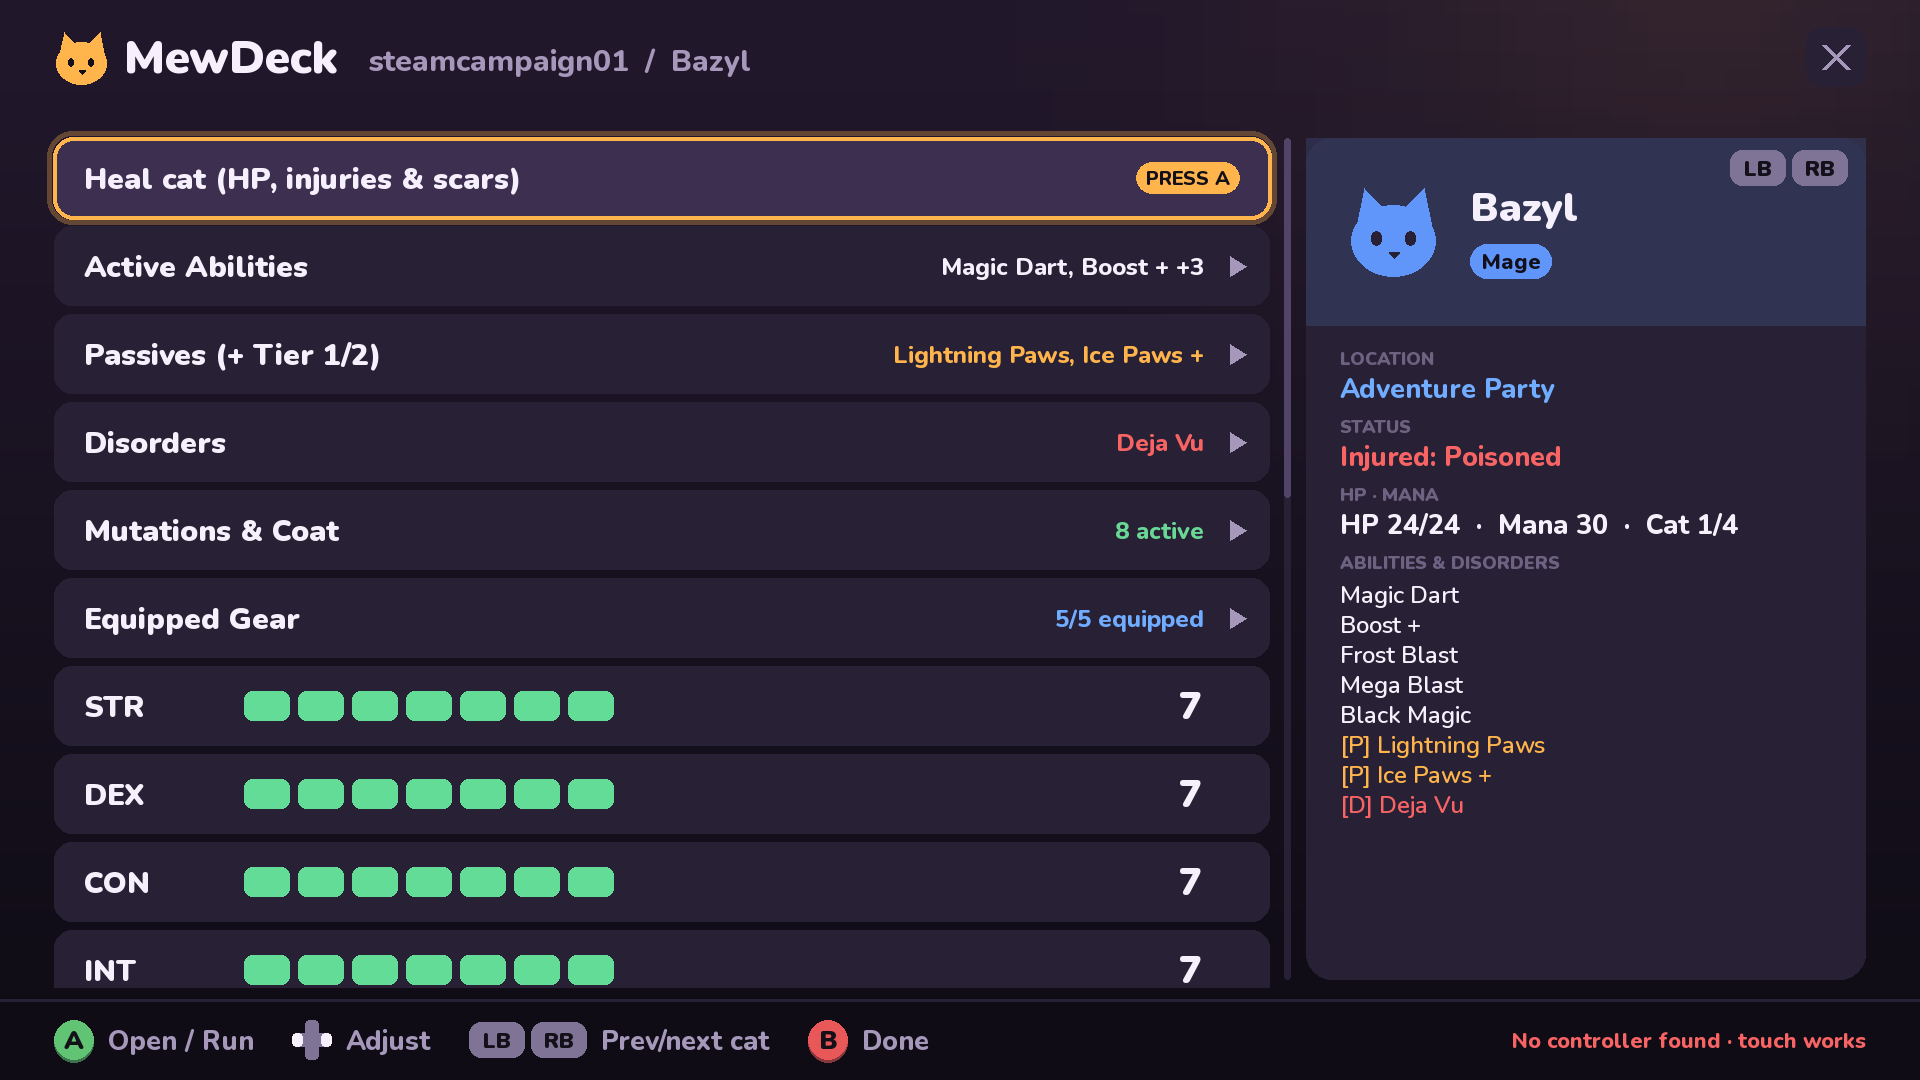 MewDeck steamcampaign01 / Bazyl
Heal cat (HP, injuries & scars) PRESS A
Active Abilities Magic Dart, Boost + +3
Passives (+ Tier 1/2) Lightning Paws, Ice Paws +
Disorders Deja Vu
Mutations & Coat 8 active
Equipped Gear 5/5 equipped
STR 7
DEX 7
CON 7
INT 7
LB RB
Bazyl
Mage
LOCATION
Adventure Party
STATUS
Injured: Poisoned
HP · MANA
HP 24/24 · Mana 30 · Cat 1/4
ABILITIES & DISORDERS
Magic Dart
Boost +
Frost Blast
Mega Blast
Black Magic
[P] Lightning Paws
[P] Ice Paws +
[D] Deja Vu
A Open / Run Adjust LB RB Prev/next cat B Done
No controller found · touch works